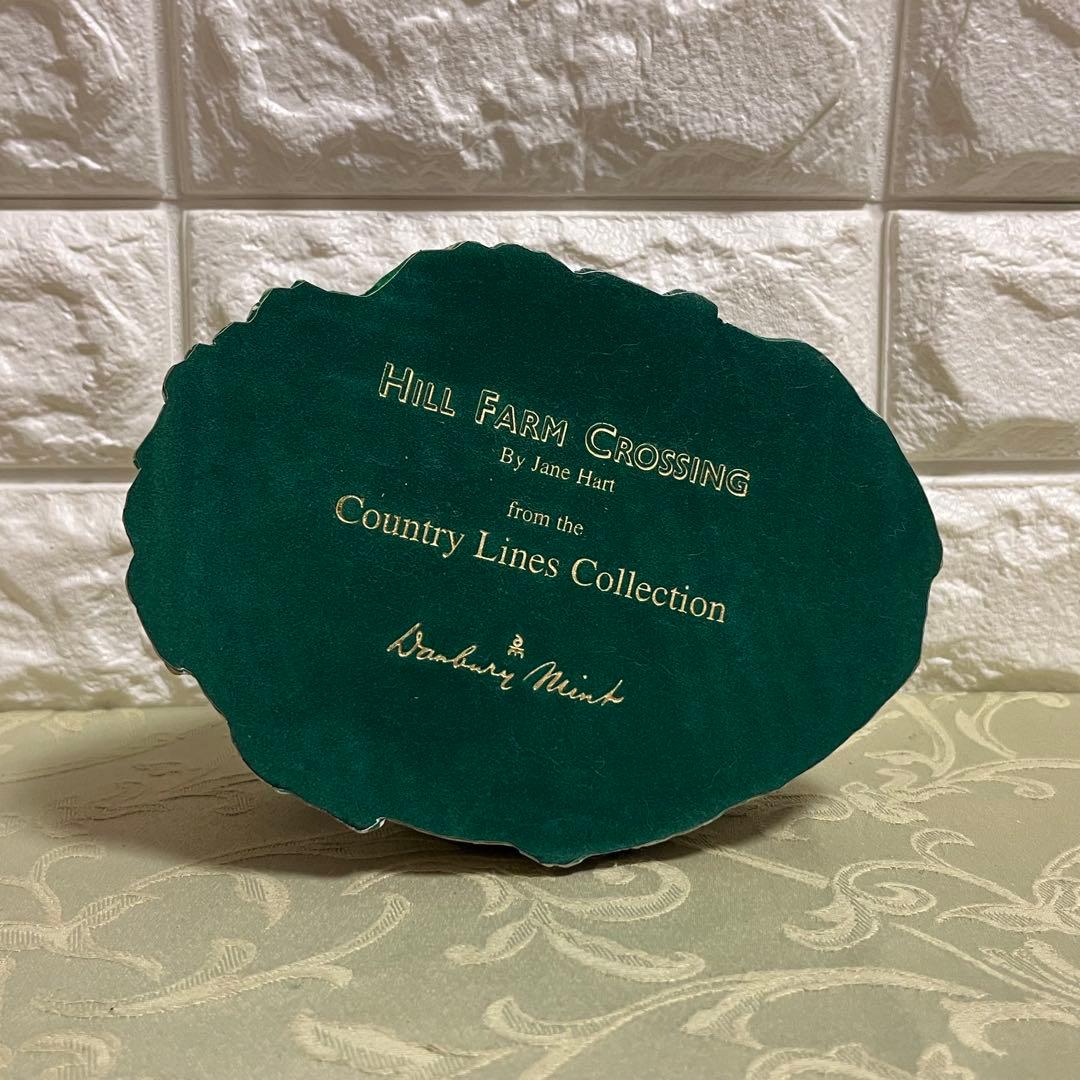 HILL FARM CROSSING
By Jane Hart
from the
Country Lines Collection
Danbury Mint